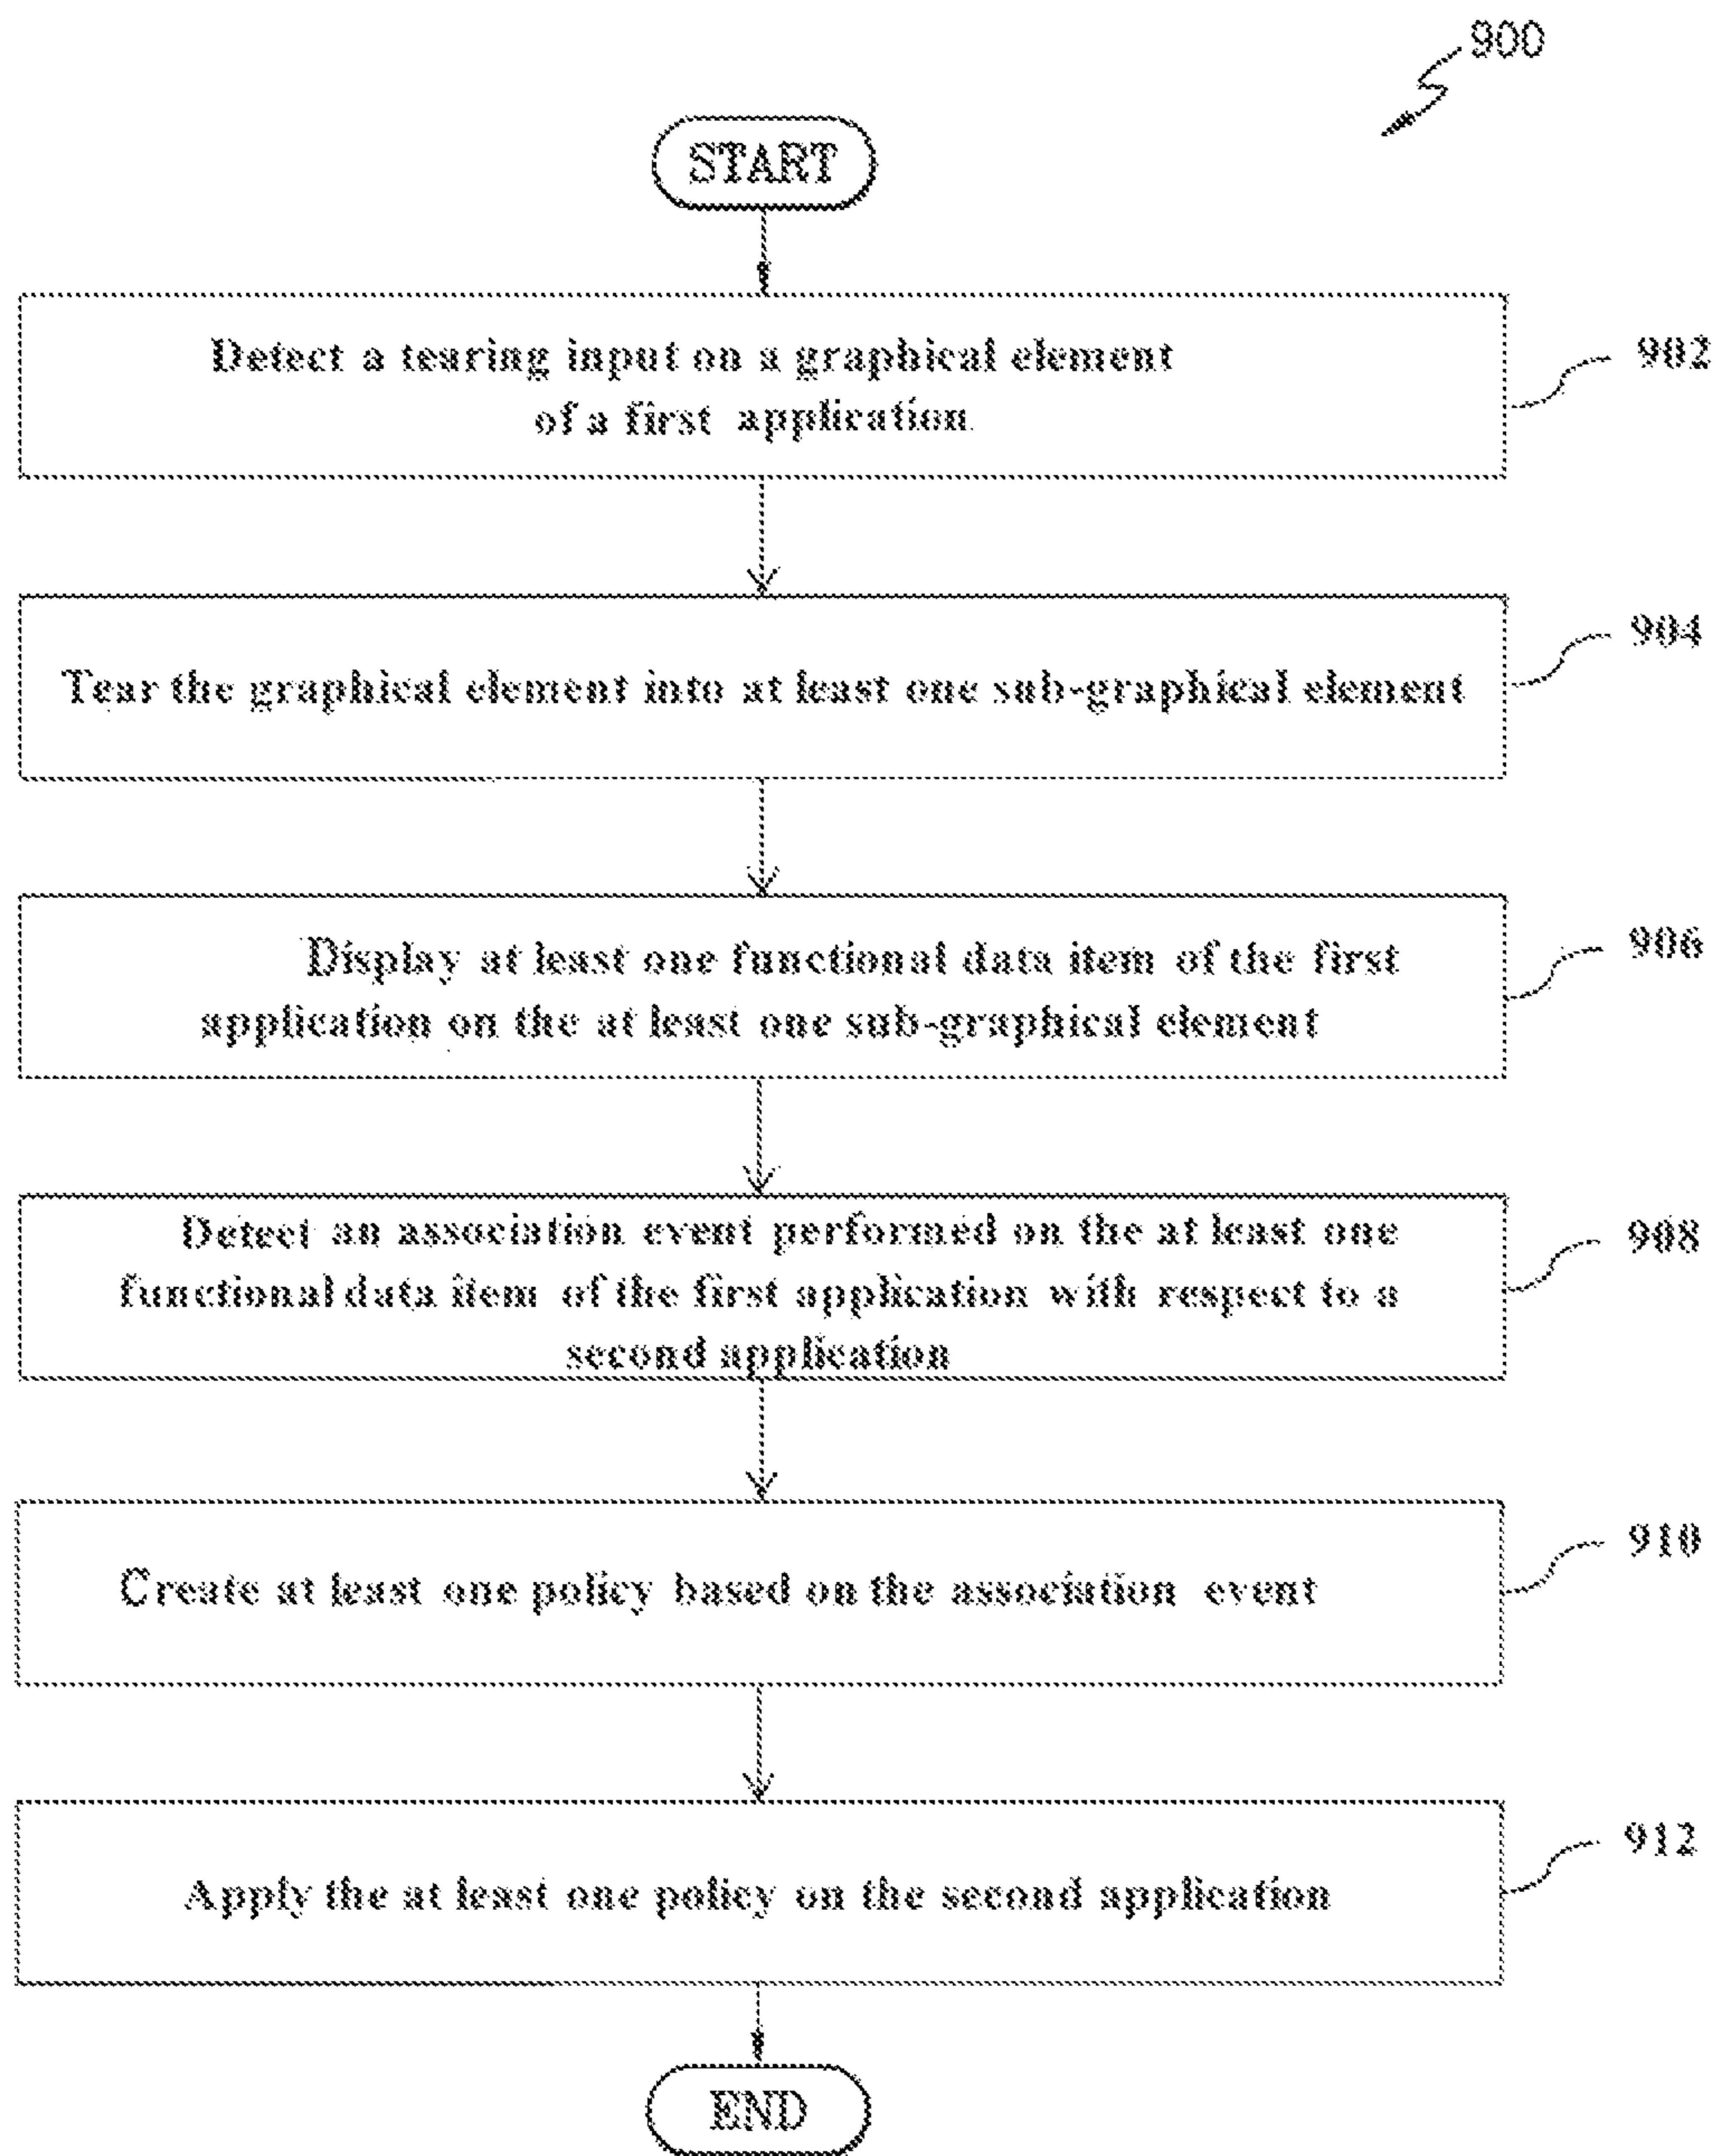 900
START
Detect a tearing input on a graphical element
of a first application
902
Tear the graphical element into at least one sub-graphical element
904
Display at least one functional data item of the first
application on the at least one sub-graphical element
906
Detect an association event performed on the at least one
functional data item of the first application with respect to a
second application
908
Create at least one policy based on the association event
910
Apply the at least one policy on the second application
912
END